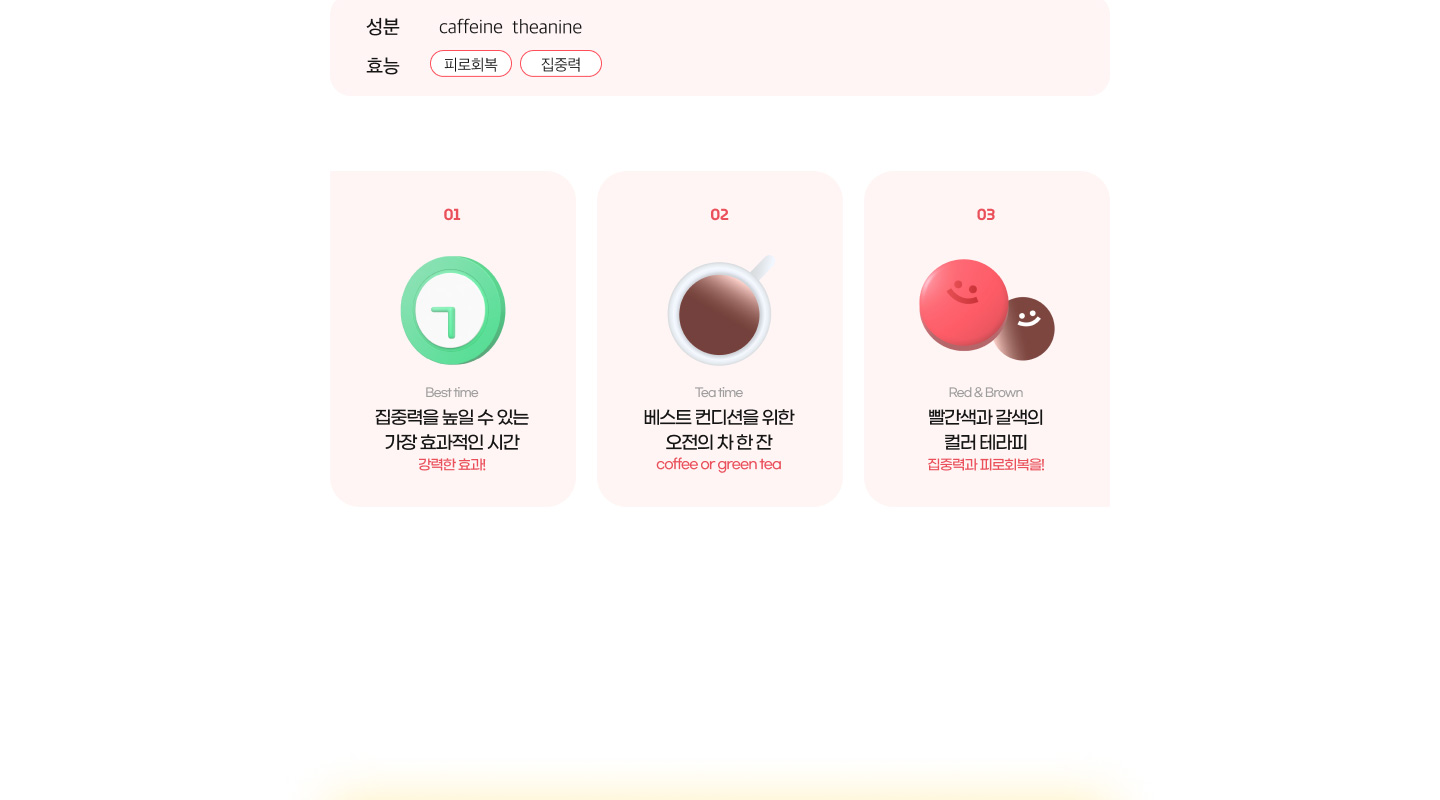 성분 caffeine theanine
효능 피로회복 집중력
01
Best time
집중력을 높일 수 있는
가장 효과적인 시간
강력한 효과!
02
Tea time
베스트 컨디션을 위한
오전의 차 한 잔
coffee or green tea
03
Red & Brown
빨간색과 갈색의
컬러 테라피
집중력과 피로회복을!